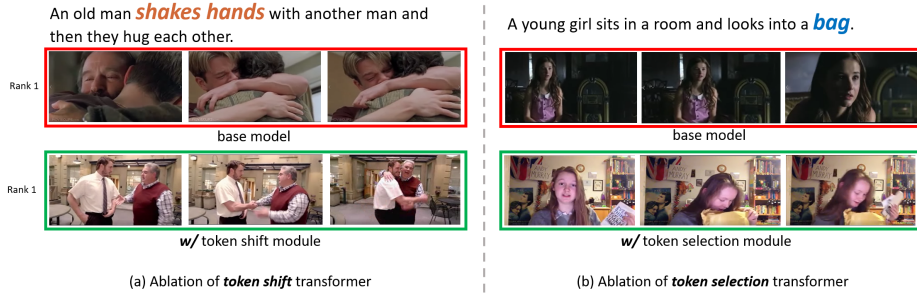 An old man shakes hands with another man and
then they hug each other.
Rank 1
base model
Rank 1
w/ token shift module
(a) Ablation of token shift transformer
A young girl sits in a room and looks into a bag.
base model
w/ token selection module
(b) Ablation of token selection transformer